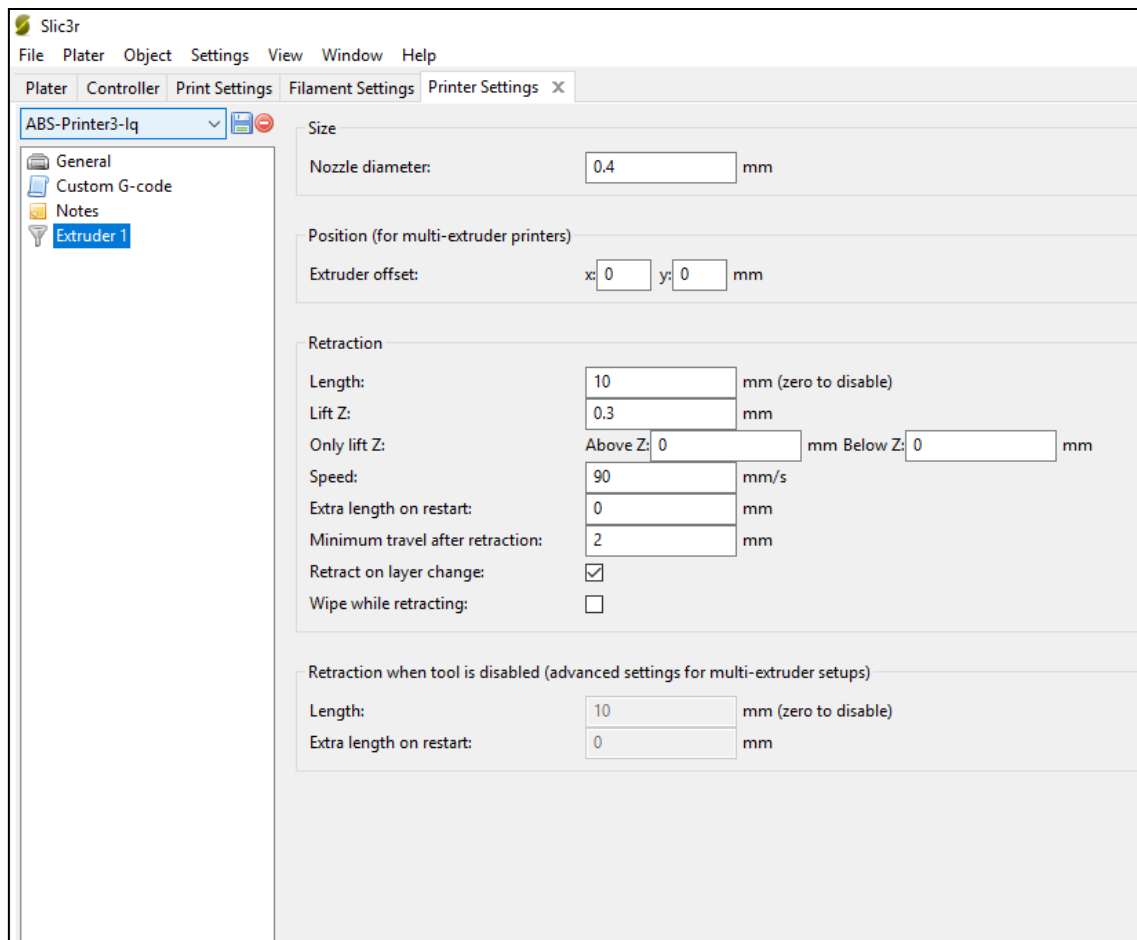 Slic3r
File Plater Object Settings View Window Help
Plater Controller Print Settings Filament Settings Printer Settings X
ABS-Printer3-lq
General
Custom G-code
Notes
Extruder 1
Size
Nozzle diameter: 0.4 mm
Position (for multi-extruder printers)
Extruder offset: x: 0 y: 0 mm
Retraction
Length: 10 mm (zero to disable)
Lift Z: 0.3 mm
Only lift Z: Above Z: 0 mm Below Z: 0 mm
Speed: 90 mm/s
Extra length on restart: 0 mm
Minimum travel after retraction: 2 mm
Retract on layer change:
Wipe while retracting:
Retraction when tool is disabled (advanced settings for multi-extruder setups)
Length: 10 mm (zero to disable)
Extra length on restart: 0 mm